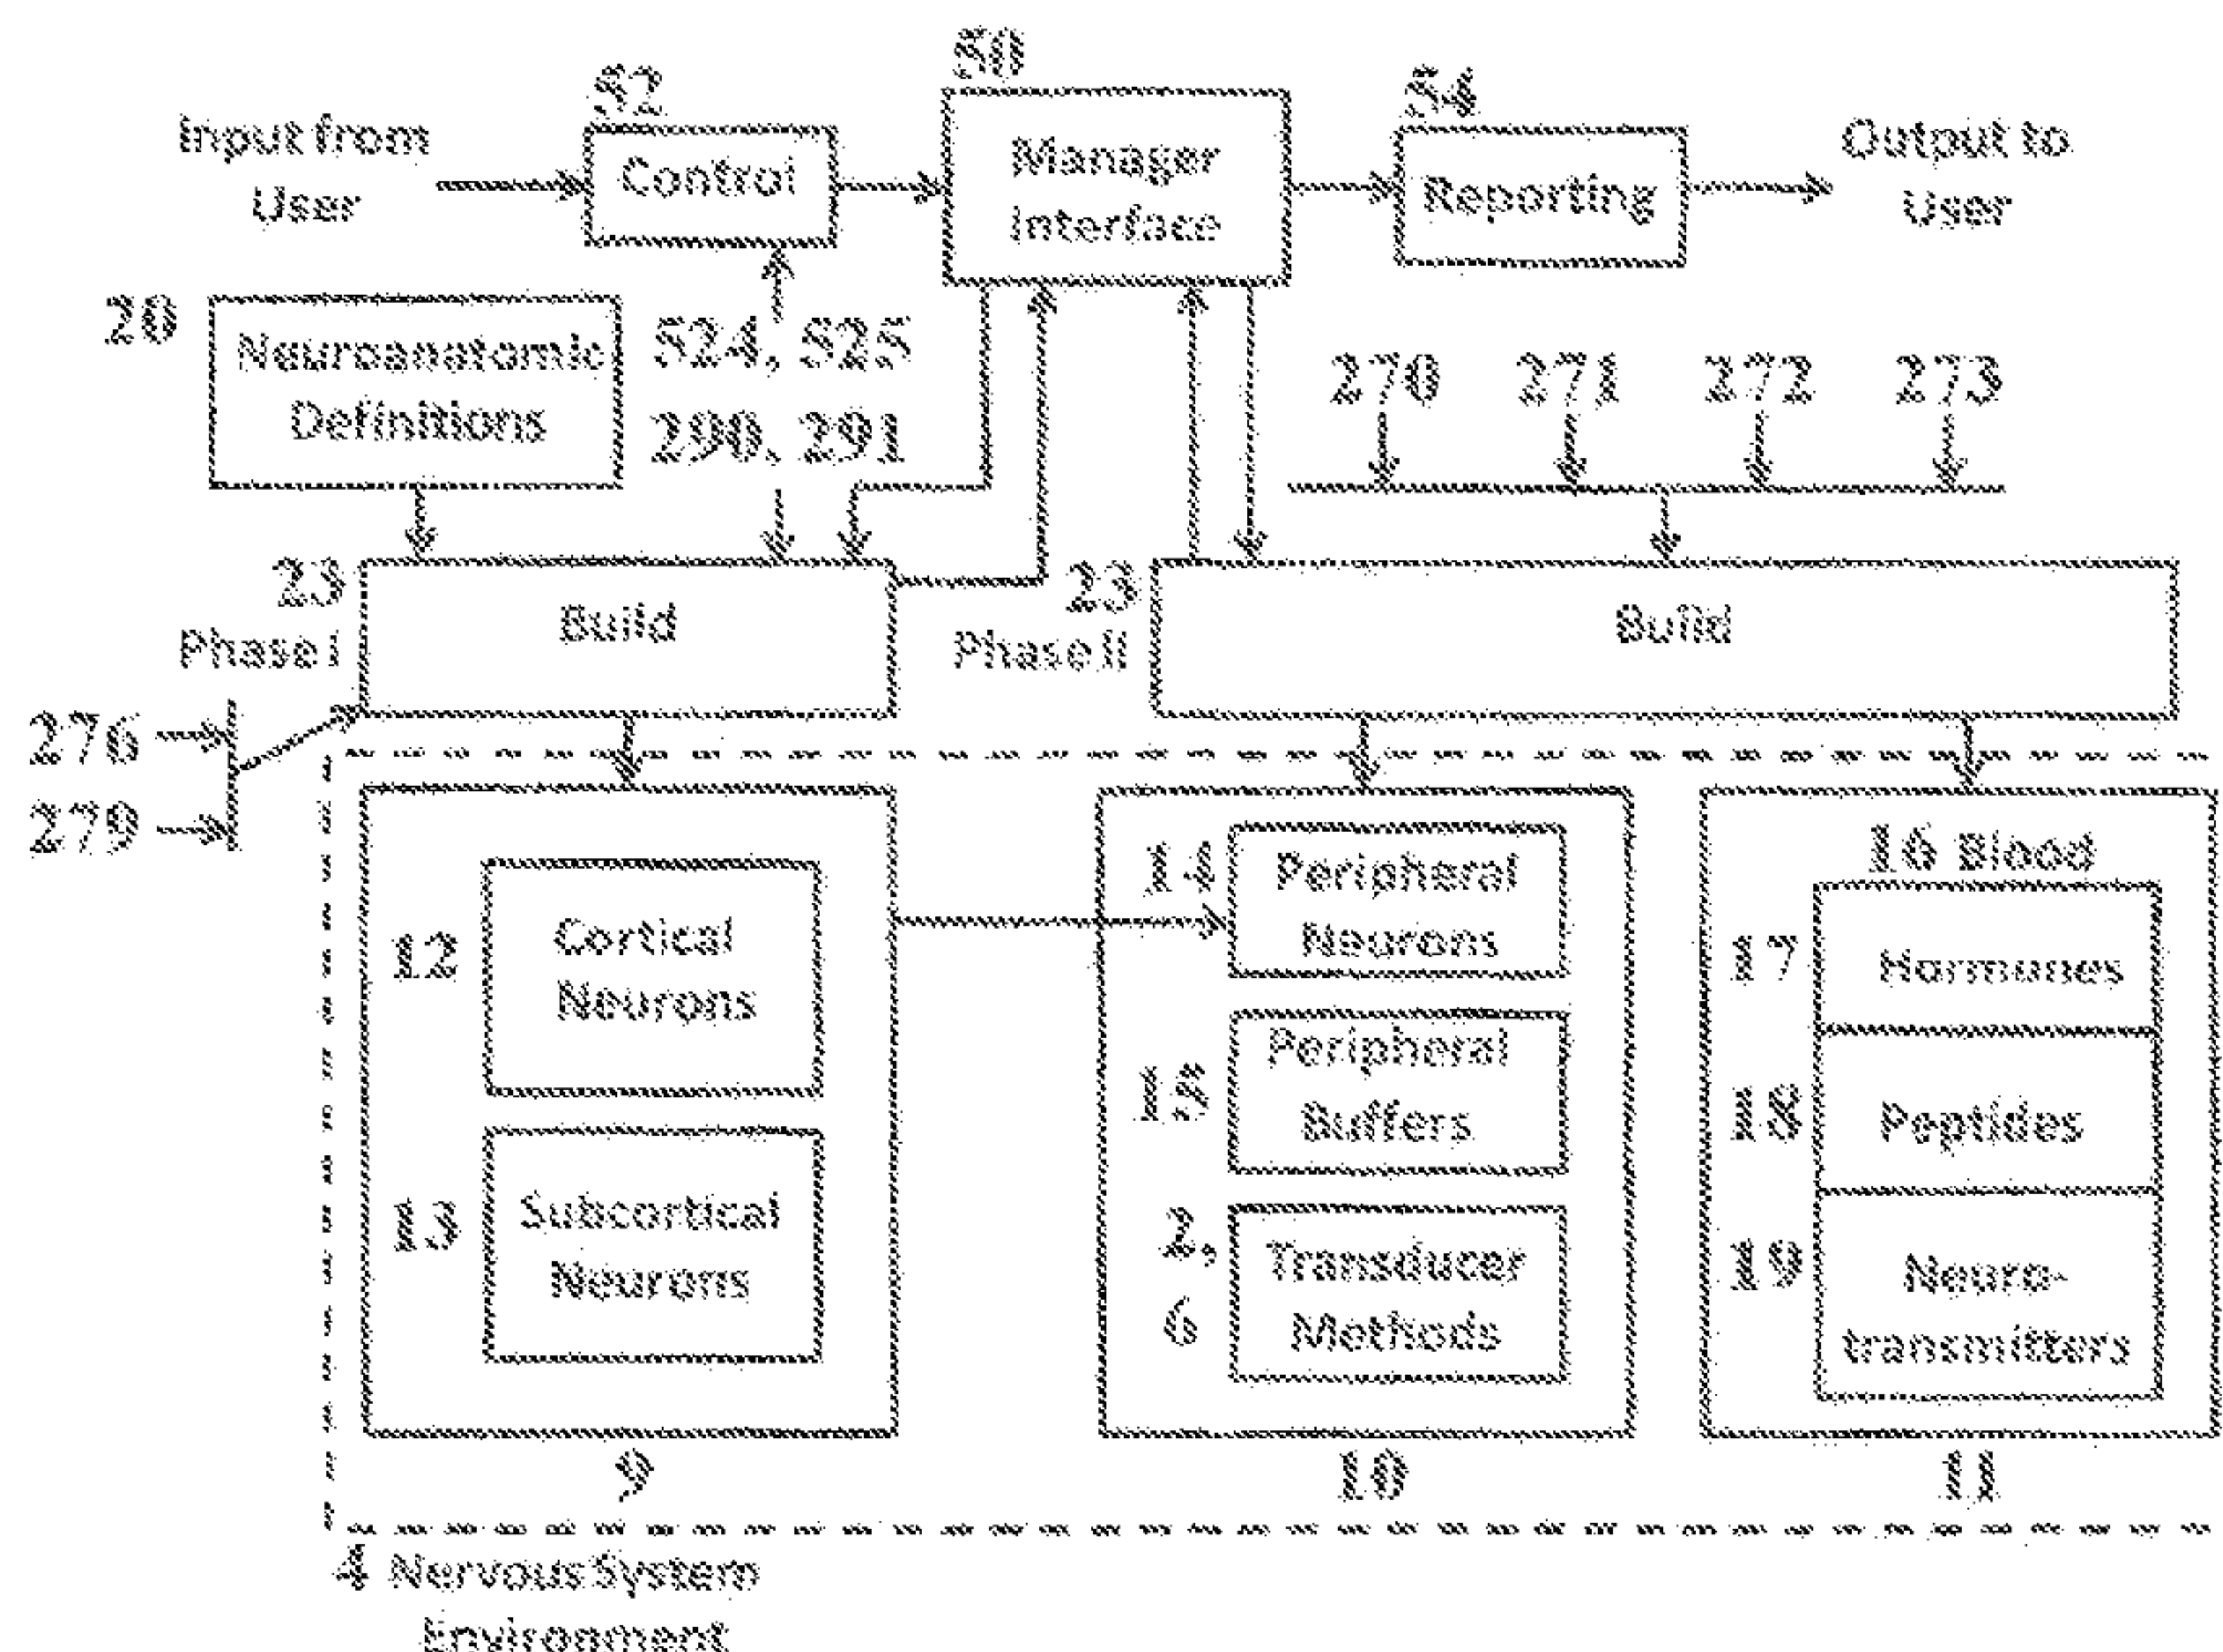 50
52
54
Input from
User
Control
Manager
Interface
Reporting
Output to
User
20
Neuroanatomic
Definitions
524, 525
290, 291
270
271
272
273
23
Phase I
Build
23
Phase II
Build
276
279
12
Cortical
Neurons
13
Subcortical
Neurons
9
14
Peripheral
Neurons
15
Peripheral
Buffers
2,
6
Transducer
Methods
10
16 Blood
17
Hormones
18
Peptides
19
Neuro-
transmitters
11
4 Nervous System
Environment